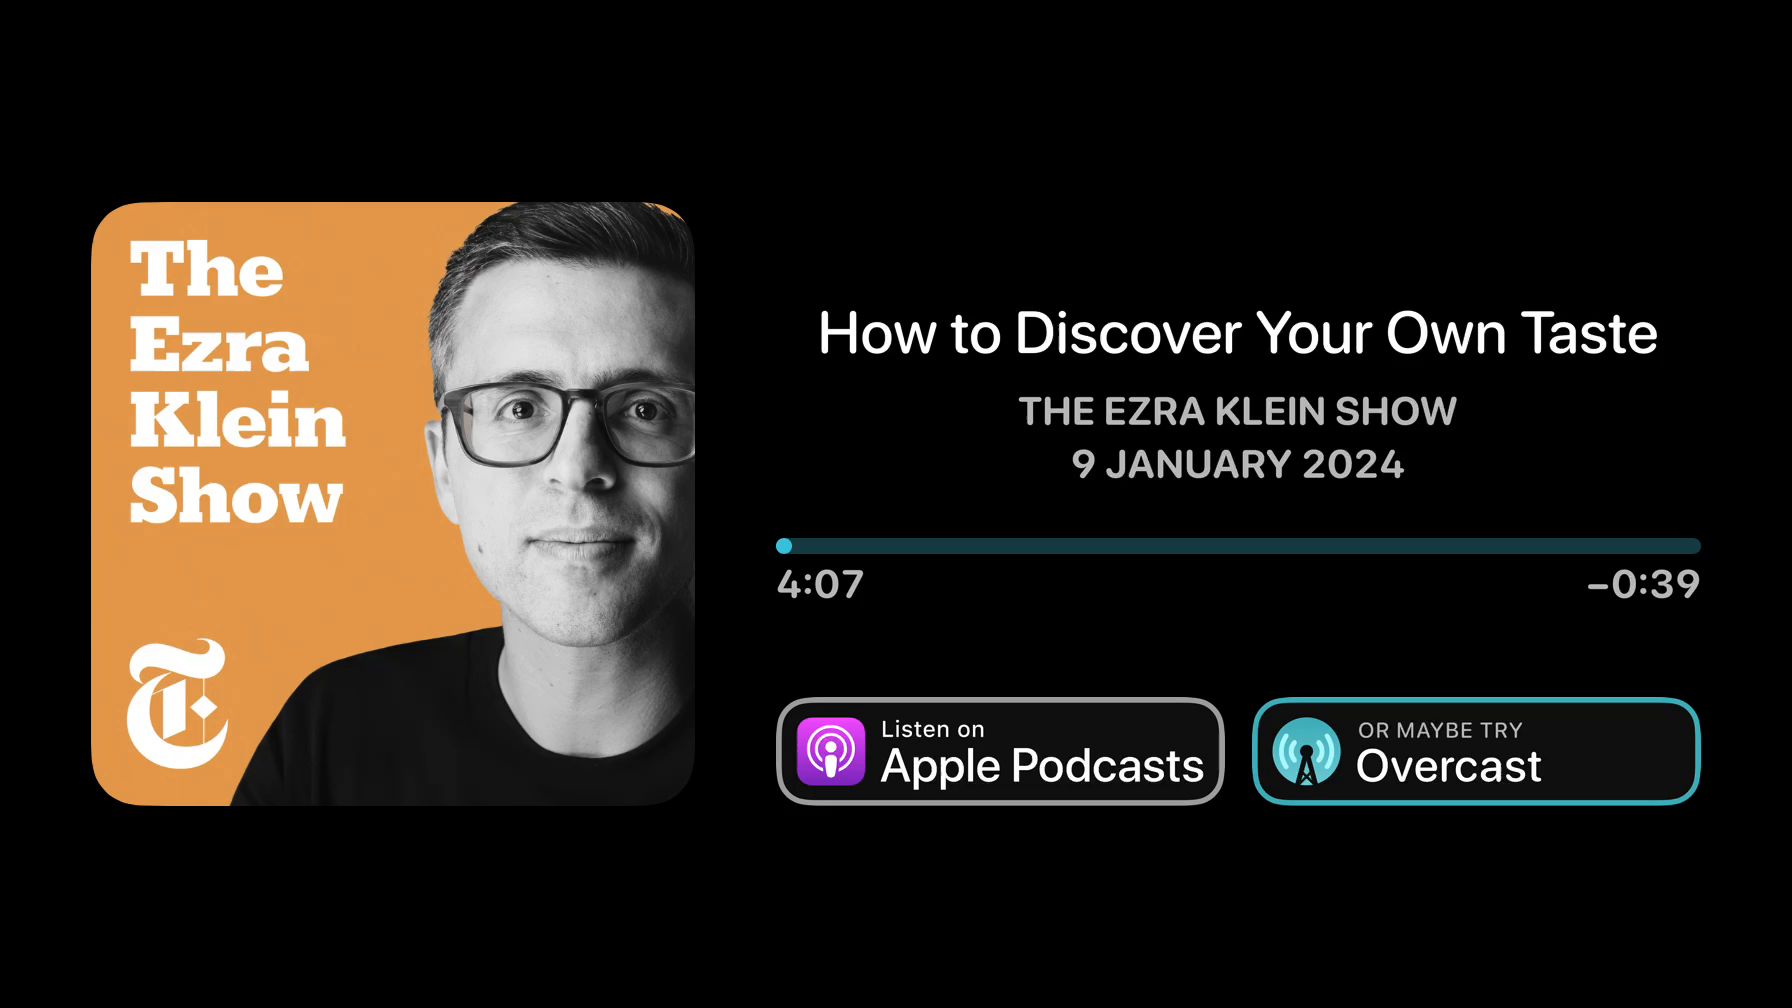 The
Ezra
Klein
Show
T
How to Discover Your Own Taste
THE EZRA KLEIN SHOW
9 JANUARY 2024
4:07
–0:39
Listen on
Apple Podcasts
OR MAYBE TRY
Overcast